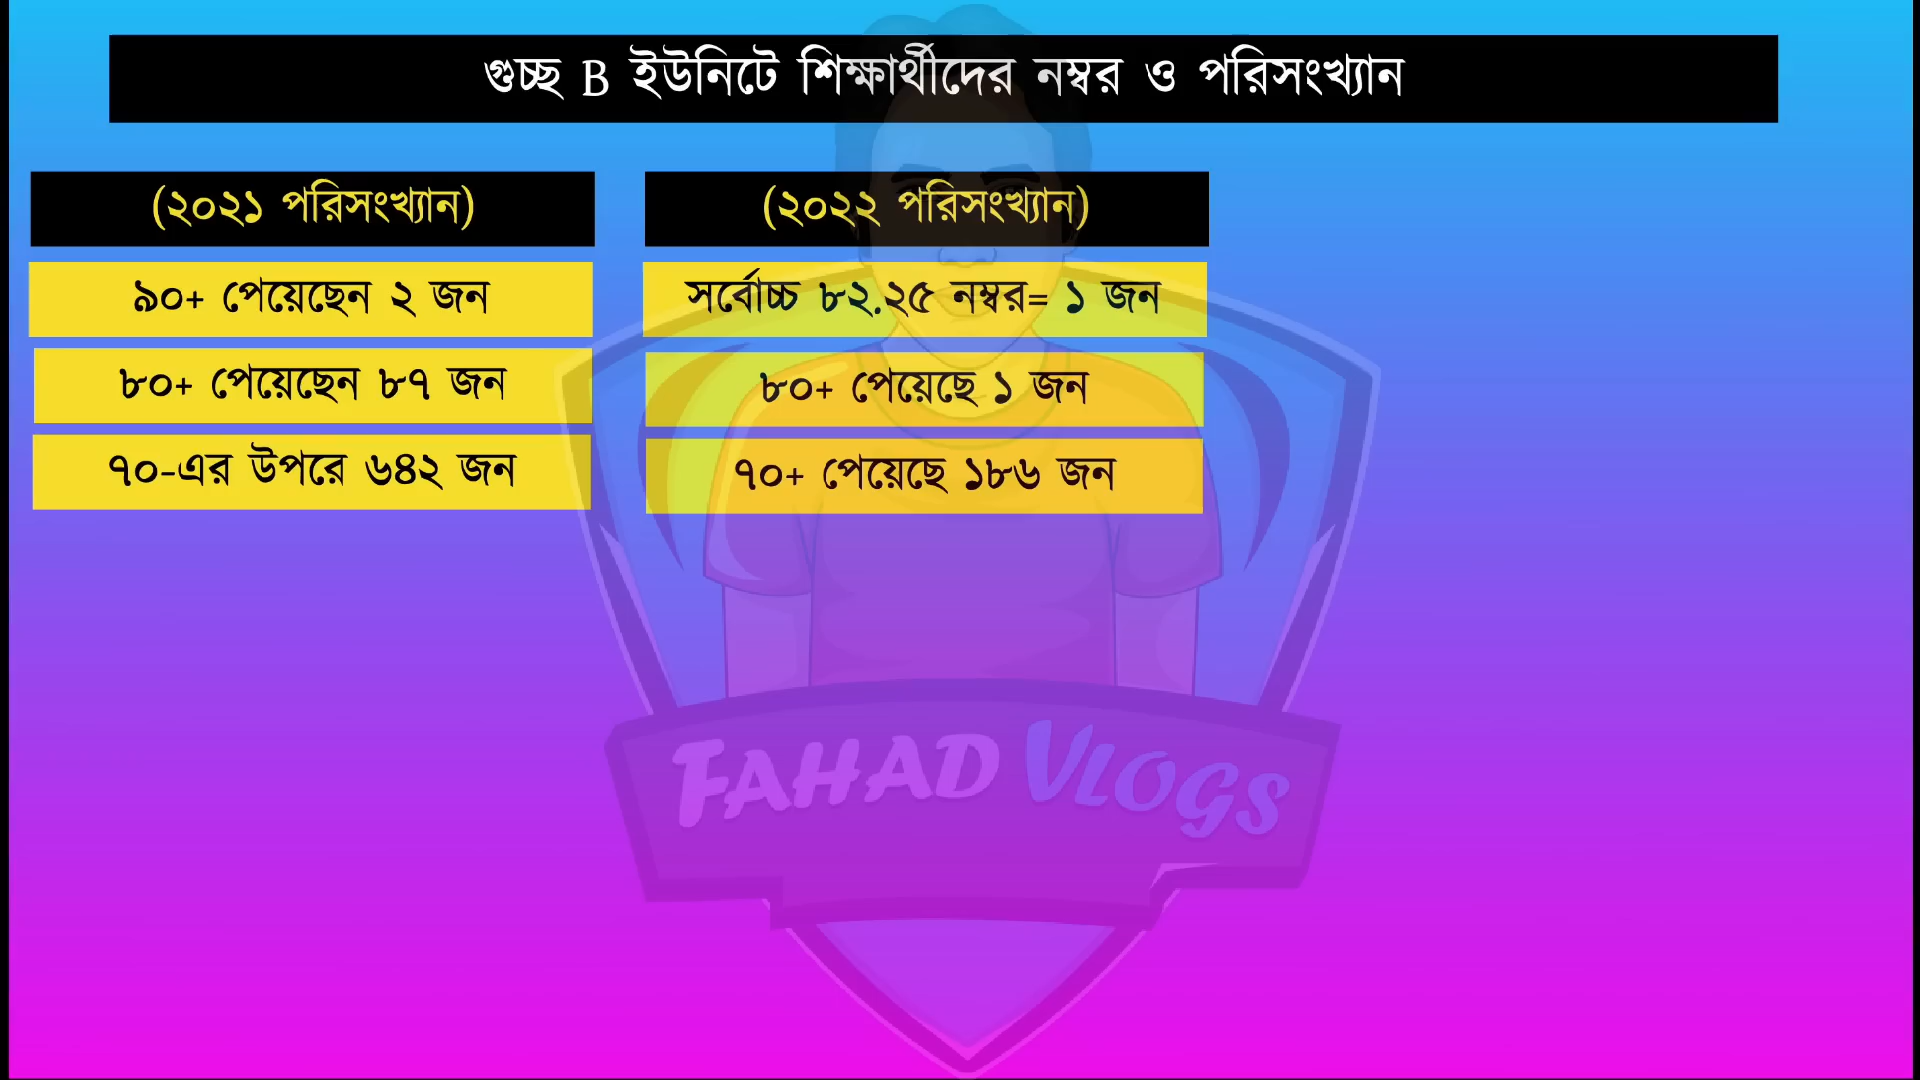 গুচ্ছ B ইউনিটে শিক্ষার্থীদের নম্বর ও পরিসংখ্যান
(২০২১ পরিসংখ্যান)
৯০+ পেয়েছেন ২ জন
৮০+ পেয়েছেন ৮৭ জন
৭০-এর উপরে ৬৪২ জন
(২০২২ পরিসংখ্যান)
সর্বোচ্চ ৮২.২৫ নম্বর= ১ জন
৮০+ পেয়েছে ১ জন
৭০+ পেয়েছে ১৮৬ জন
FAHAD VLOGS